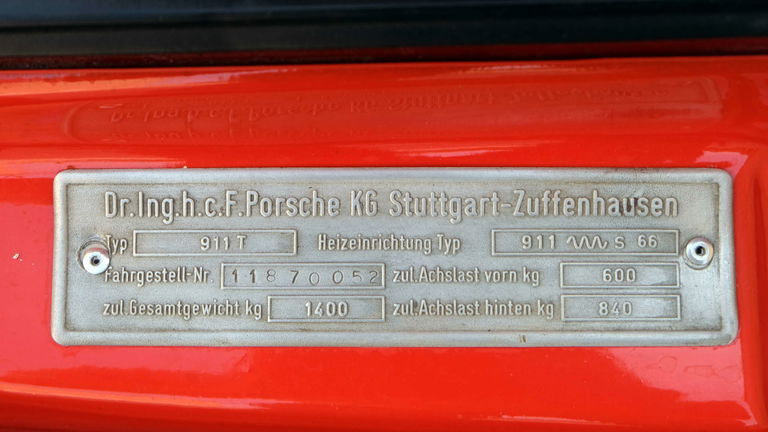 Dr.Ing.h.c.F.Porsche KG Stuttgart-Zuffenhausen
Typ 911 T Heizeinrichtung Typ 911 S 66
Fahrgestell-Nr. 11870052 zul.Achslast vorn kg 600
zul.Gesamtgewicht kg 1400 zul.Achslast hinten kg 840